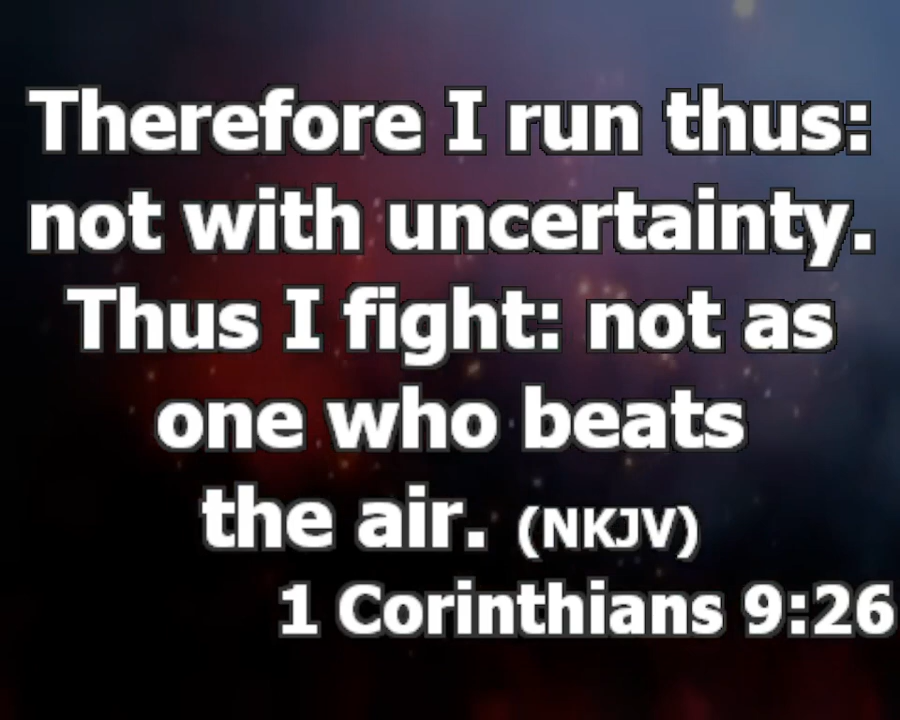 Therefore I run thus:
not with uncertainty.
Thus I fight: not as
one who beats
the air. (NKJV)
1 Corinthians 9:26